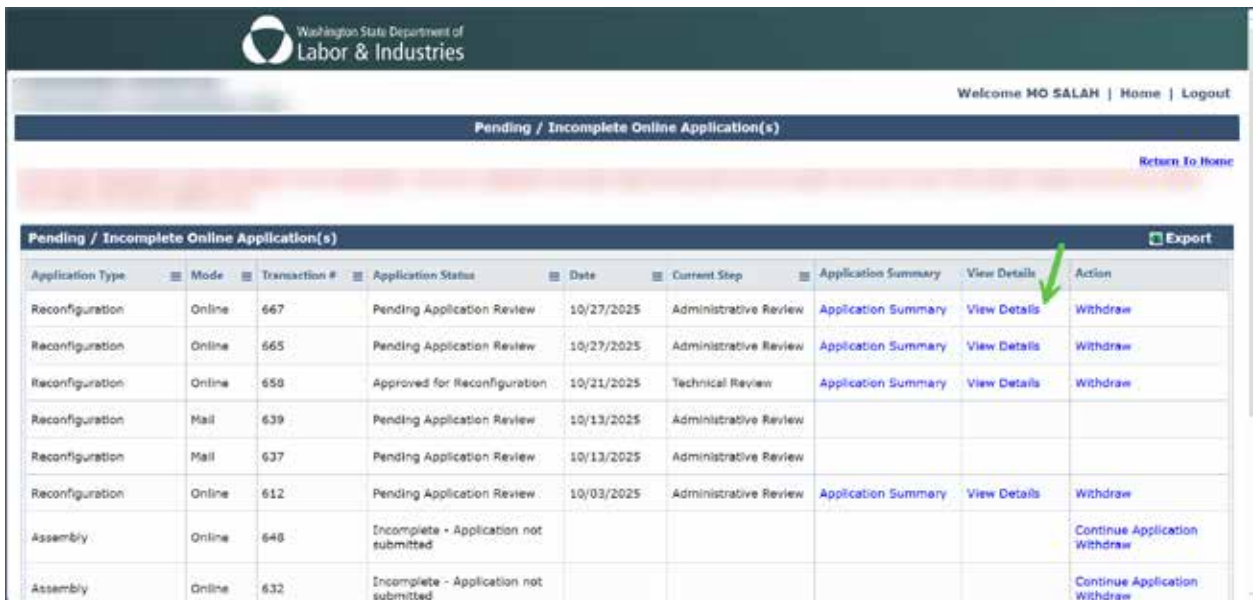 Washington State Department of
Labor & Industries
Welcome MO SALAH | Home | Logout
Pending / Incomplete Online Application(s)
Return To Home
Pending / Incomplete Online Application(s) Export
Application Type Mode Transaction # Application Status Date Current Step Application Summary View Details Action
Reconfiguration Online 667 Pending Application Review 10/27/2025 Administrative Review Application Summary View Details Withdraw
Reconfiguration Online 665 Pending Application Review 10/27/2025 Administrative Review Application Summary View Details Withdraw
Reconfiguration Online 658 Approved for Reconfiguration 10/21/2025 Technical Review Application Summary View Details Withdraw
Reconfiguration Mail 639 Pending Application Review 10/13/2025 Administrative Review
Reconfiguration Mail 637 Pending Application Review 10/13/2025 Administrative Review
Reconfiguration Online 612 Pending Application Review 10/03/2025 Administrative Review Application Summary View Details Withdraw
Assembly Online 648 Incomplete - Application not submitted Continue Application Withdraw
Assembly Online 632 Incomplete - Application not submitted Continue Application Withdraw